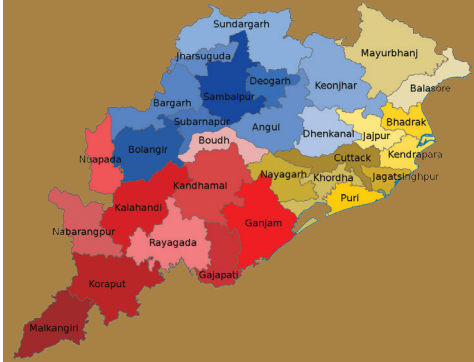 Sundargarh
Mayurbhanj
Jharsuguda
Deogarh
Keonjhar
Balasore
Sambalpur
Bargarh
Subarnapur
Angul
Dhenkanal
Bhadrak
Jajpur
Bolangir
Boudh
Cuttack
Kendrapara
Nuapada
Nayagarh
Khordha
Jagatsinghpur
Kandhamal
Puri
Kalahandi
Ganjam
Nabarangpur
Rayagada
Gajapati
Koraput
Malkangiri